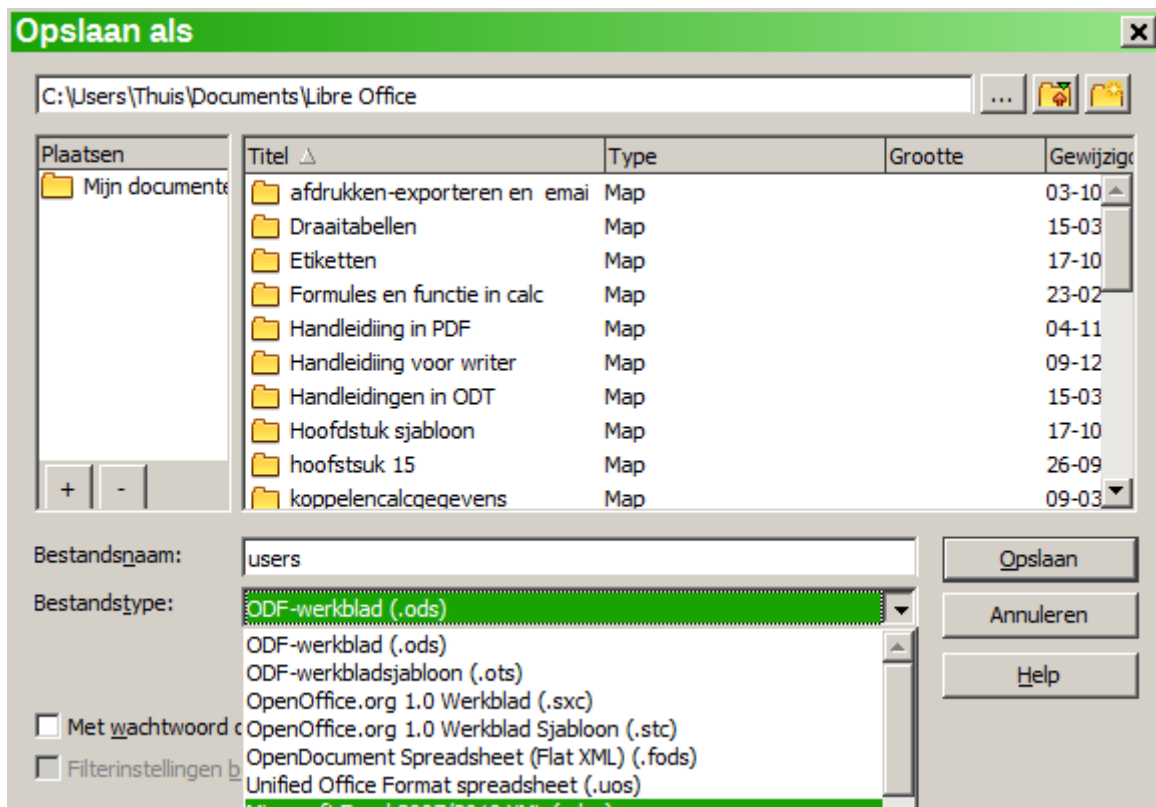 Opslaan als
C:\Users\Thuis\Documents\Libre Office
...
Plaatsen
Mijn documente
+ -
Titel Type Grootte Gewijzigd
afdrukken-exporteren en emai Map 03-10
Draaitabellen Map 15-03
Etiketten Map 17-10
Formules en functie in calc Map 23-02
Handleidiing in PDF Map 04-11
Handleidiing voor writer Map 09-12
Handleidingen in ODT Map 15-03
Hoofdstuk sjabloon Map 17-10
hoofstsuk 15 Map 26-09
koppelencalcgegevens Map 09-03
Bestandsnaam: users Opslaan
Bestandstype: ODF-werkblad (.ods) Annuleren
Help
ODF-werkblad (.ods)
ODF-werkbladsjabloon (.ots)
OpenOffice.org 1.0 Werkblad (.sxc)
OpenOffice.org 1.0 Werkblad Sjabloon (.stc)
OpenDocument Spreadsheet (Flat XML) (.fods)
Unified Office Format spreadsheet (.uos)
Met wachtwoord
Filterinstellingen b